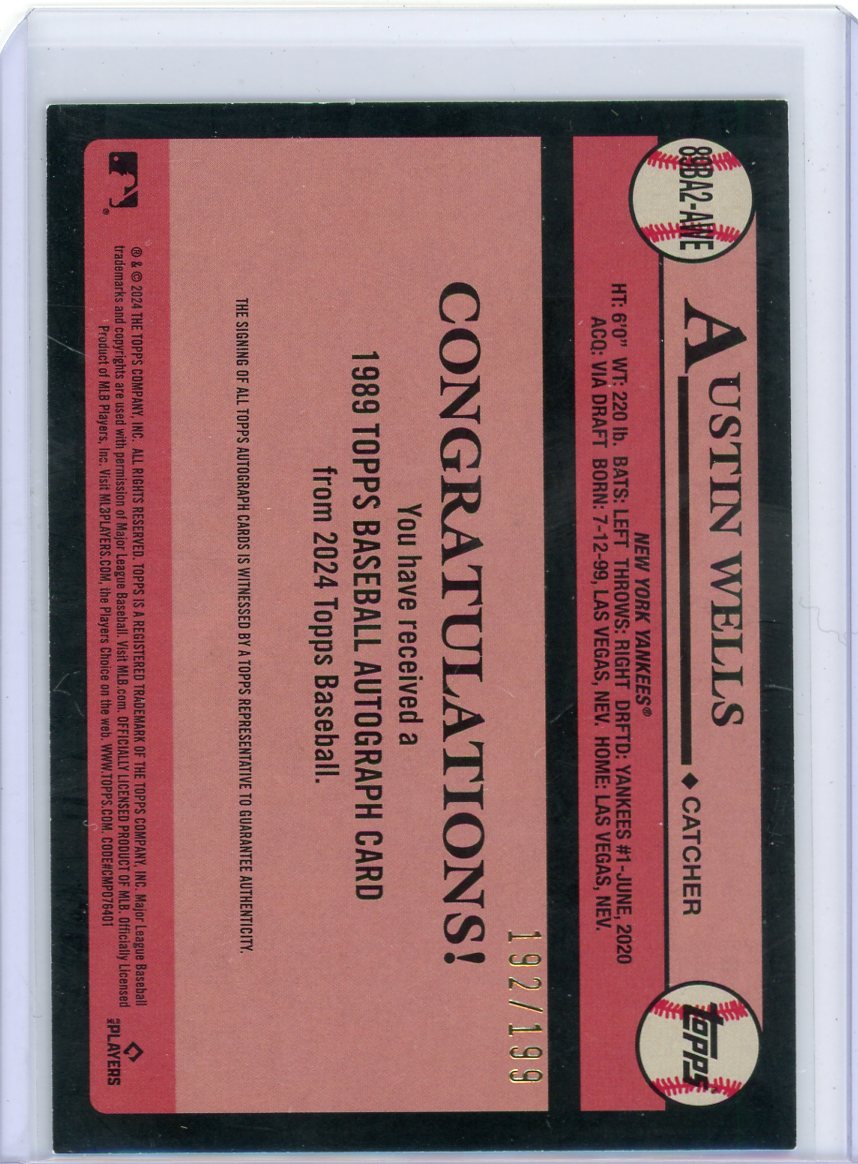 89BA2-AWE
AUSTIN WELLS
◆ CATCHER
topps
NEW YORK YANKEES®
HT: 6'0" WT: 220 lb. BATS: LEFT THROWS: RIGHT DRFTD: YANKEES #1-JUNE, 2020
ACQ: VIA DRAFT BORN: 7-12-99, LAS VEGAS, NEV. HOME: LAS VEGAS, NEV.
192/199
CONGRATULATIONS!
You have received a
1989 TOPPS BASEBALL AUTOGRAPH CARD
from 2024 Topps Baseball.
THE SIGNING OF ALL TOPPS AUTOGRAPH CARDS IS WITNESSED BY A TOPPS REPRESENTATIVE TO GUARANTEE AUTHENTICITY.
® & © 2024 THE TOPPS COMPANY, INC. ALL RIGHTS RESERVED. TOPPS IS A REGISTERED TRADEMARK OF THE TOPPS COMPANY, INC. Major League Baseball
trademarks and copyrights are used with permission of Major League Baseball. Visit MLB.com. OFFICIALLY LICENSED PRODUCT OF MLB. Officially Licensed
Product of MLB Players, Inc. Visit MLBPLAYERS.COM, the Players Choice on the web. WWW.TOPPS.COM. CODE#CMP076401
MLB PLAYERS